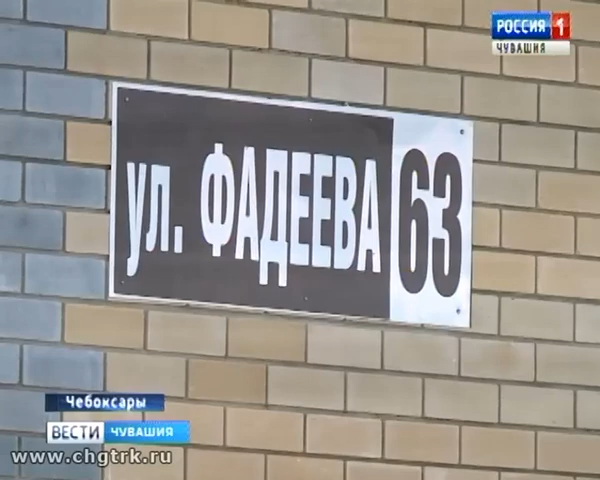 РОССИЯ 1
ЧУВАШИЯ
ул. ФАДЕЕВА 63
Чебоксары
ВЕСТИ ЧУВАШИЯ
www.chgtrk.ru